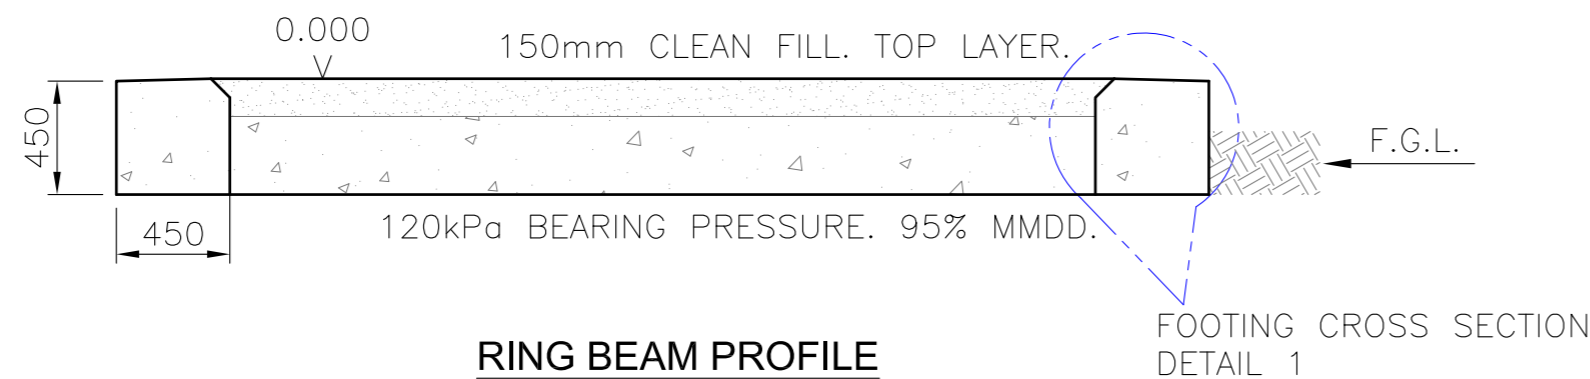 0.000
150mm CLEAN FILL. TOP LAYER.
450
F.G.L.
450
120kPa BEARING PRESSURE. 95% MMDD.
FOOTING CROSS SECTION
DETAIL 1
RING BEAM PROFILE